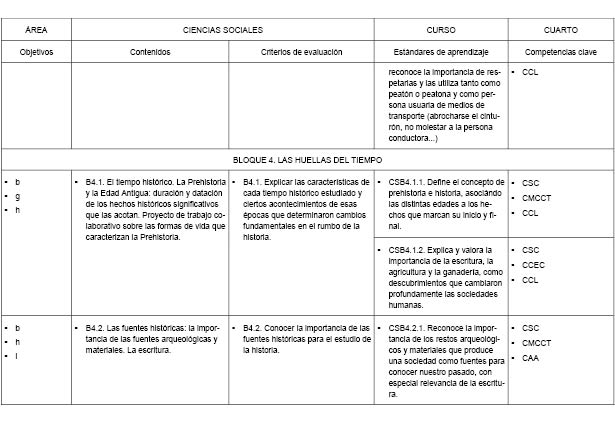 ÁREA CIENCIAS SOCIALES CURSO CUARTO
Objetivos Contenidos Criterios de evaluación Estándares de aprendizaje Competencias clave
reconoce la importancia de res-
petarlas y las utiliza tanto como
peatón o peatona y como per-
sona usuaria de medios de
transporte (abrocharse el cintu-
rón, no molestar a la persona
conductora...)
• CCL
BLOQUE 4. LAS HUELLAS DEL TIEMPO
• b
• g
• h
• B4.1. El tiempo histórico. La Prehistoria
y la Edad Antigua: duración y datación
de los hechos históricos significativos
que las acotan. Proyecto de trabajo co-
laborativo sobre las formas de vida que
caracterizan la Prehistoria.
• B4.1. Explicar las características de
cada tiempo histórico estudiado y
ciertos acontecimientos de esas
épocas que determinaron cambios
fundamentales en el rumbo de la
historia.
• CSB4.1.1. Define el concepto de
prehistoria e historia, asociándo
las distintas edades a los he-
chos que marcan su inicio y fi-
nal.
• CSC
• CMCCT
• CCL
• CSB4.1.2. Explica y valora la
importancia de la escritura, la
agricultura y la ganadería, como
descubrimientos que cambiaron
profundamente las sociedades
humanas.
• CSC
• CCEC
• CCL
• b
• h
• l
• B4.2. Las fuentes históricas: la impor-
tancia de las fuentes arqueológicas y
materiales. La escritura.
• B4.2. Conocer la importancia de las
fuentes históricas para el estudio de
la historia.
• CSB4.2.1. Reconoce la impor-
tancia de los restos arqueológi-
cos y materiales que produce
una sociedad como fuentes para
conocer nuestro pasado, con
especial relevancia de la escritu-
ra.
• CSC
• CMCCT
• CAA